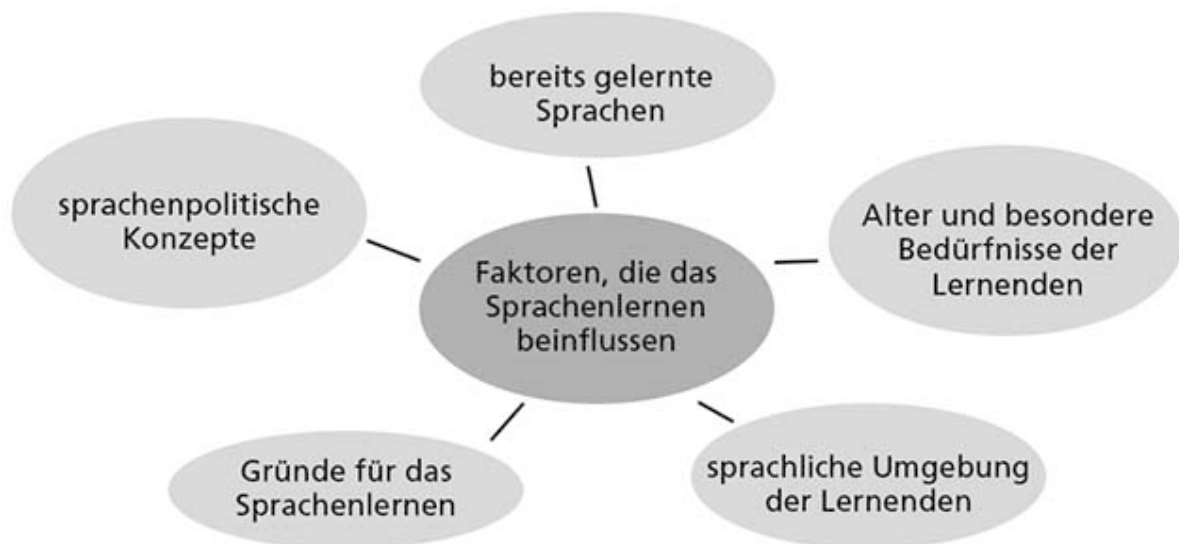 bereits gelernte
Sprachen
sprachenpolitische
Konzepte
Alter und besondere
Bedürfnisse der
Lernenden
Faktoren, die das
Sprachenlernen
beinflussen
Gründe für das
Sprachenlernen
sprachliche Umgebung
der Lernenden